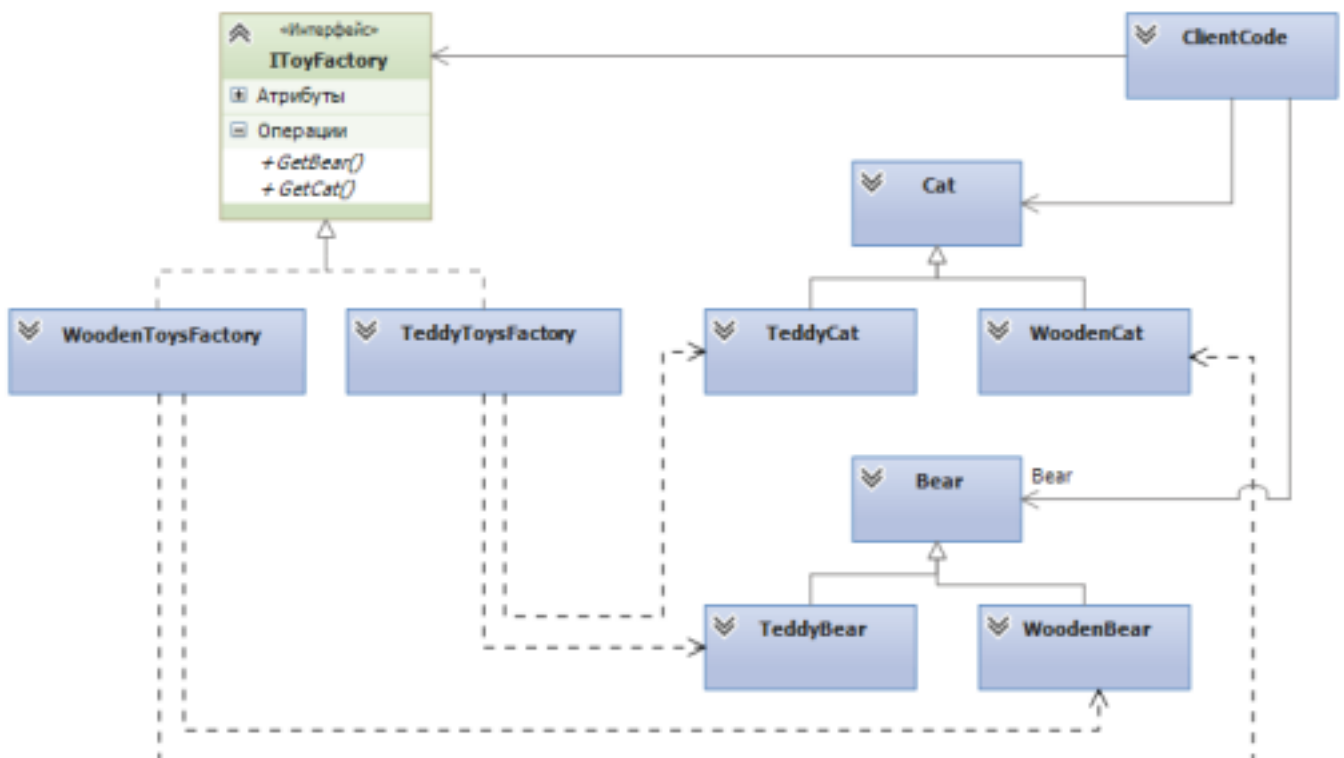 «Интерфейс»
IToyFactory
Атрибуты
Операции
+ GetBear()
+ GetCat()
ClientCode
Cat
WoodenToysFactory
TeddyToysFactory
TeddyCat
WoodenCat
Bear
Bear
TeddyBear
WoodenBear